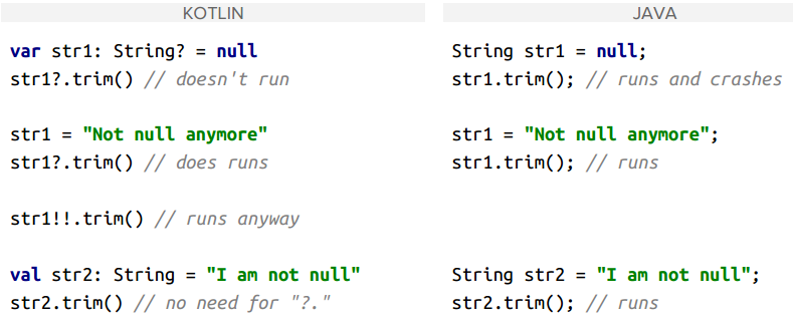 KOTLIN
var str1: String? = null
str1?.trim() // doesn't run
str1 = "Not null anymore"
str1?.trim() // does runs
str1!!.trim() // runs anyway
val str2: String = "I am not null"
str2.trim() // no need for "?."
JAVA
String str1 = null;
str1.trim(); // runs and crashes
str1 = "Not null anymore";
str1.trim(); // runs
String str2 = "I am not null";
str2.trim(); // runs